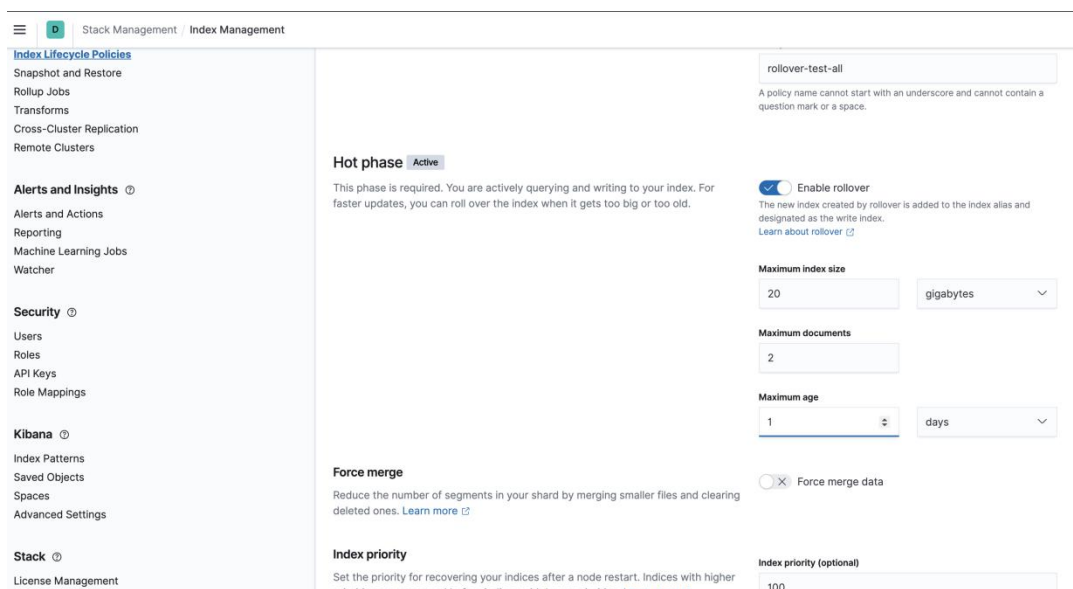 D Stack Management / Index Management
Index Lifecycle Policies
Snapshot and Restore
Rollup Jobs
Transforms
Cross-Cluster Replication
Remote Clusters
Alerts and Insights
Alerts and Actions
Reporting
Machine Learning Jobs
Watcher
Security
Users
Roles
API Keys
Role Mappings
Kibana
Index Patterns
Saved Objects
Spaces
Advanced Settings
Stack
License Management
rollover-test-all
A policy name cannot start with an underscore and cannot contain a
question mark or a space.
Hot phase Active
This phase is required. You are actively querying and writing to your index. For
faster updates, you can roll over the index when it gets too big or too old.
Enable rollover
The new index created by rollover is added to the index alias and
designated as the write index.
Learn about rollover
Maximum index size
20 gigabytes
Maximum documents
2
Maximum age
1 days
Force merge
Reduce the number of segments in your shard by merging smaller files and clearing
deleted ones. Learn more
Force merge data
Index priority
Set the priority for recovering your indices after a node restart. Indices with higher
Index priority (optional)
100